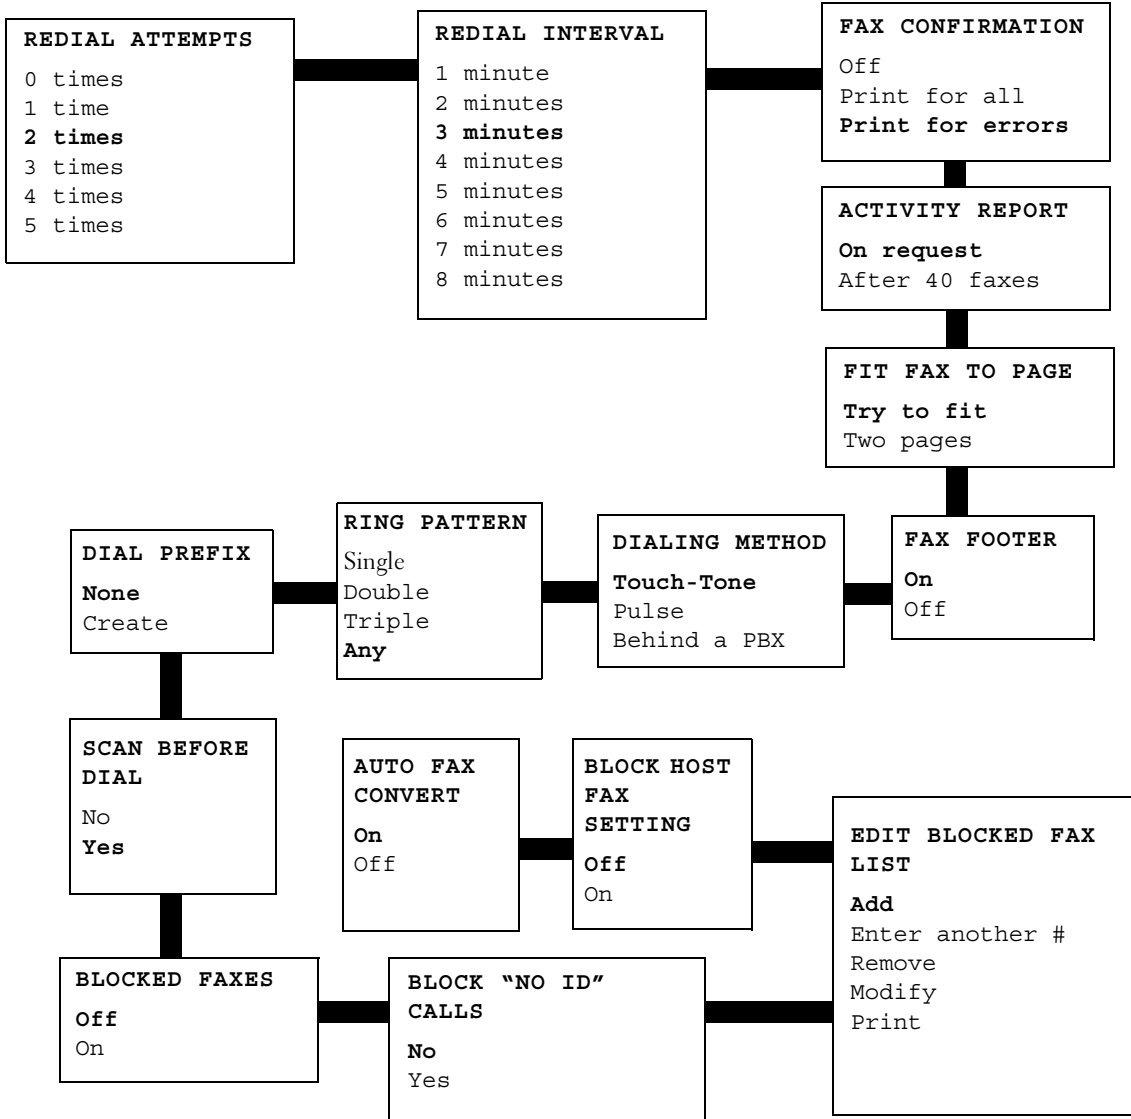 REDIAL ATTEMPTS
0 times
1 time
2 times
3 times
4 times
5 times
REDIAL INTERVAL
1 minute
2 minutes
3 minutes
4 minutes
5 minutes
6 minutes
7 minutes
8 minutes
FAX CONFIRMATION
Off
Print for all
Print for errors
ACTIVITY REPORT
On request
After 40 faxes
FIT FAX TO PAGE
Try to fit
Two pages
FAX FOOTER
On
Off
DIALING METHOD
Touch-Tone
Pulse
Behind a PBX
RING PATTERN
Single
Double
Triple
Any
DIAL PREFIX
None
Create
SCAN BEFORE
DIAL
No
Yes
BLOCKED FAXES
Off
On
BLOCK “NO ID”
CALLS
No
Yes
EDIT BLOCKED FAX
LIST
Add
Enter another #
Remove
Modify
Print
BLOCK HOST
FAX
SETTING
Off
On
AUTO FAX
CONVERT
On
Off